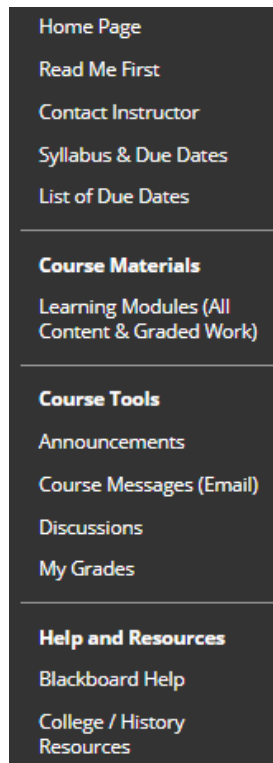 Home Page
Read Me First
Contact Instructor
Syllabus & Due Dates
List of Due Dates
Course Materials
Learning Modules (All
Content & Graded Work)
Course Tools
Announcements
Course Messages (Email)
Discussions
My Grades
Help and Resources
Blackboard Help
College / History
Resources